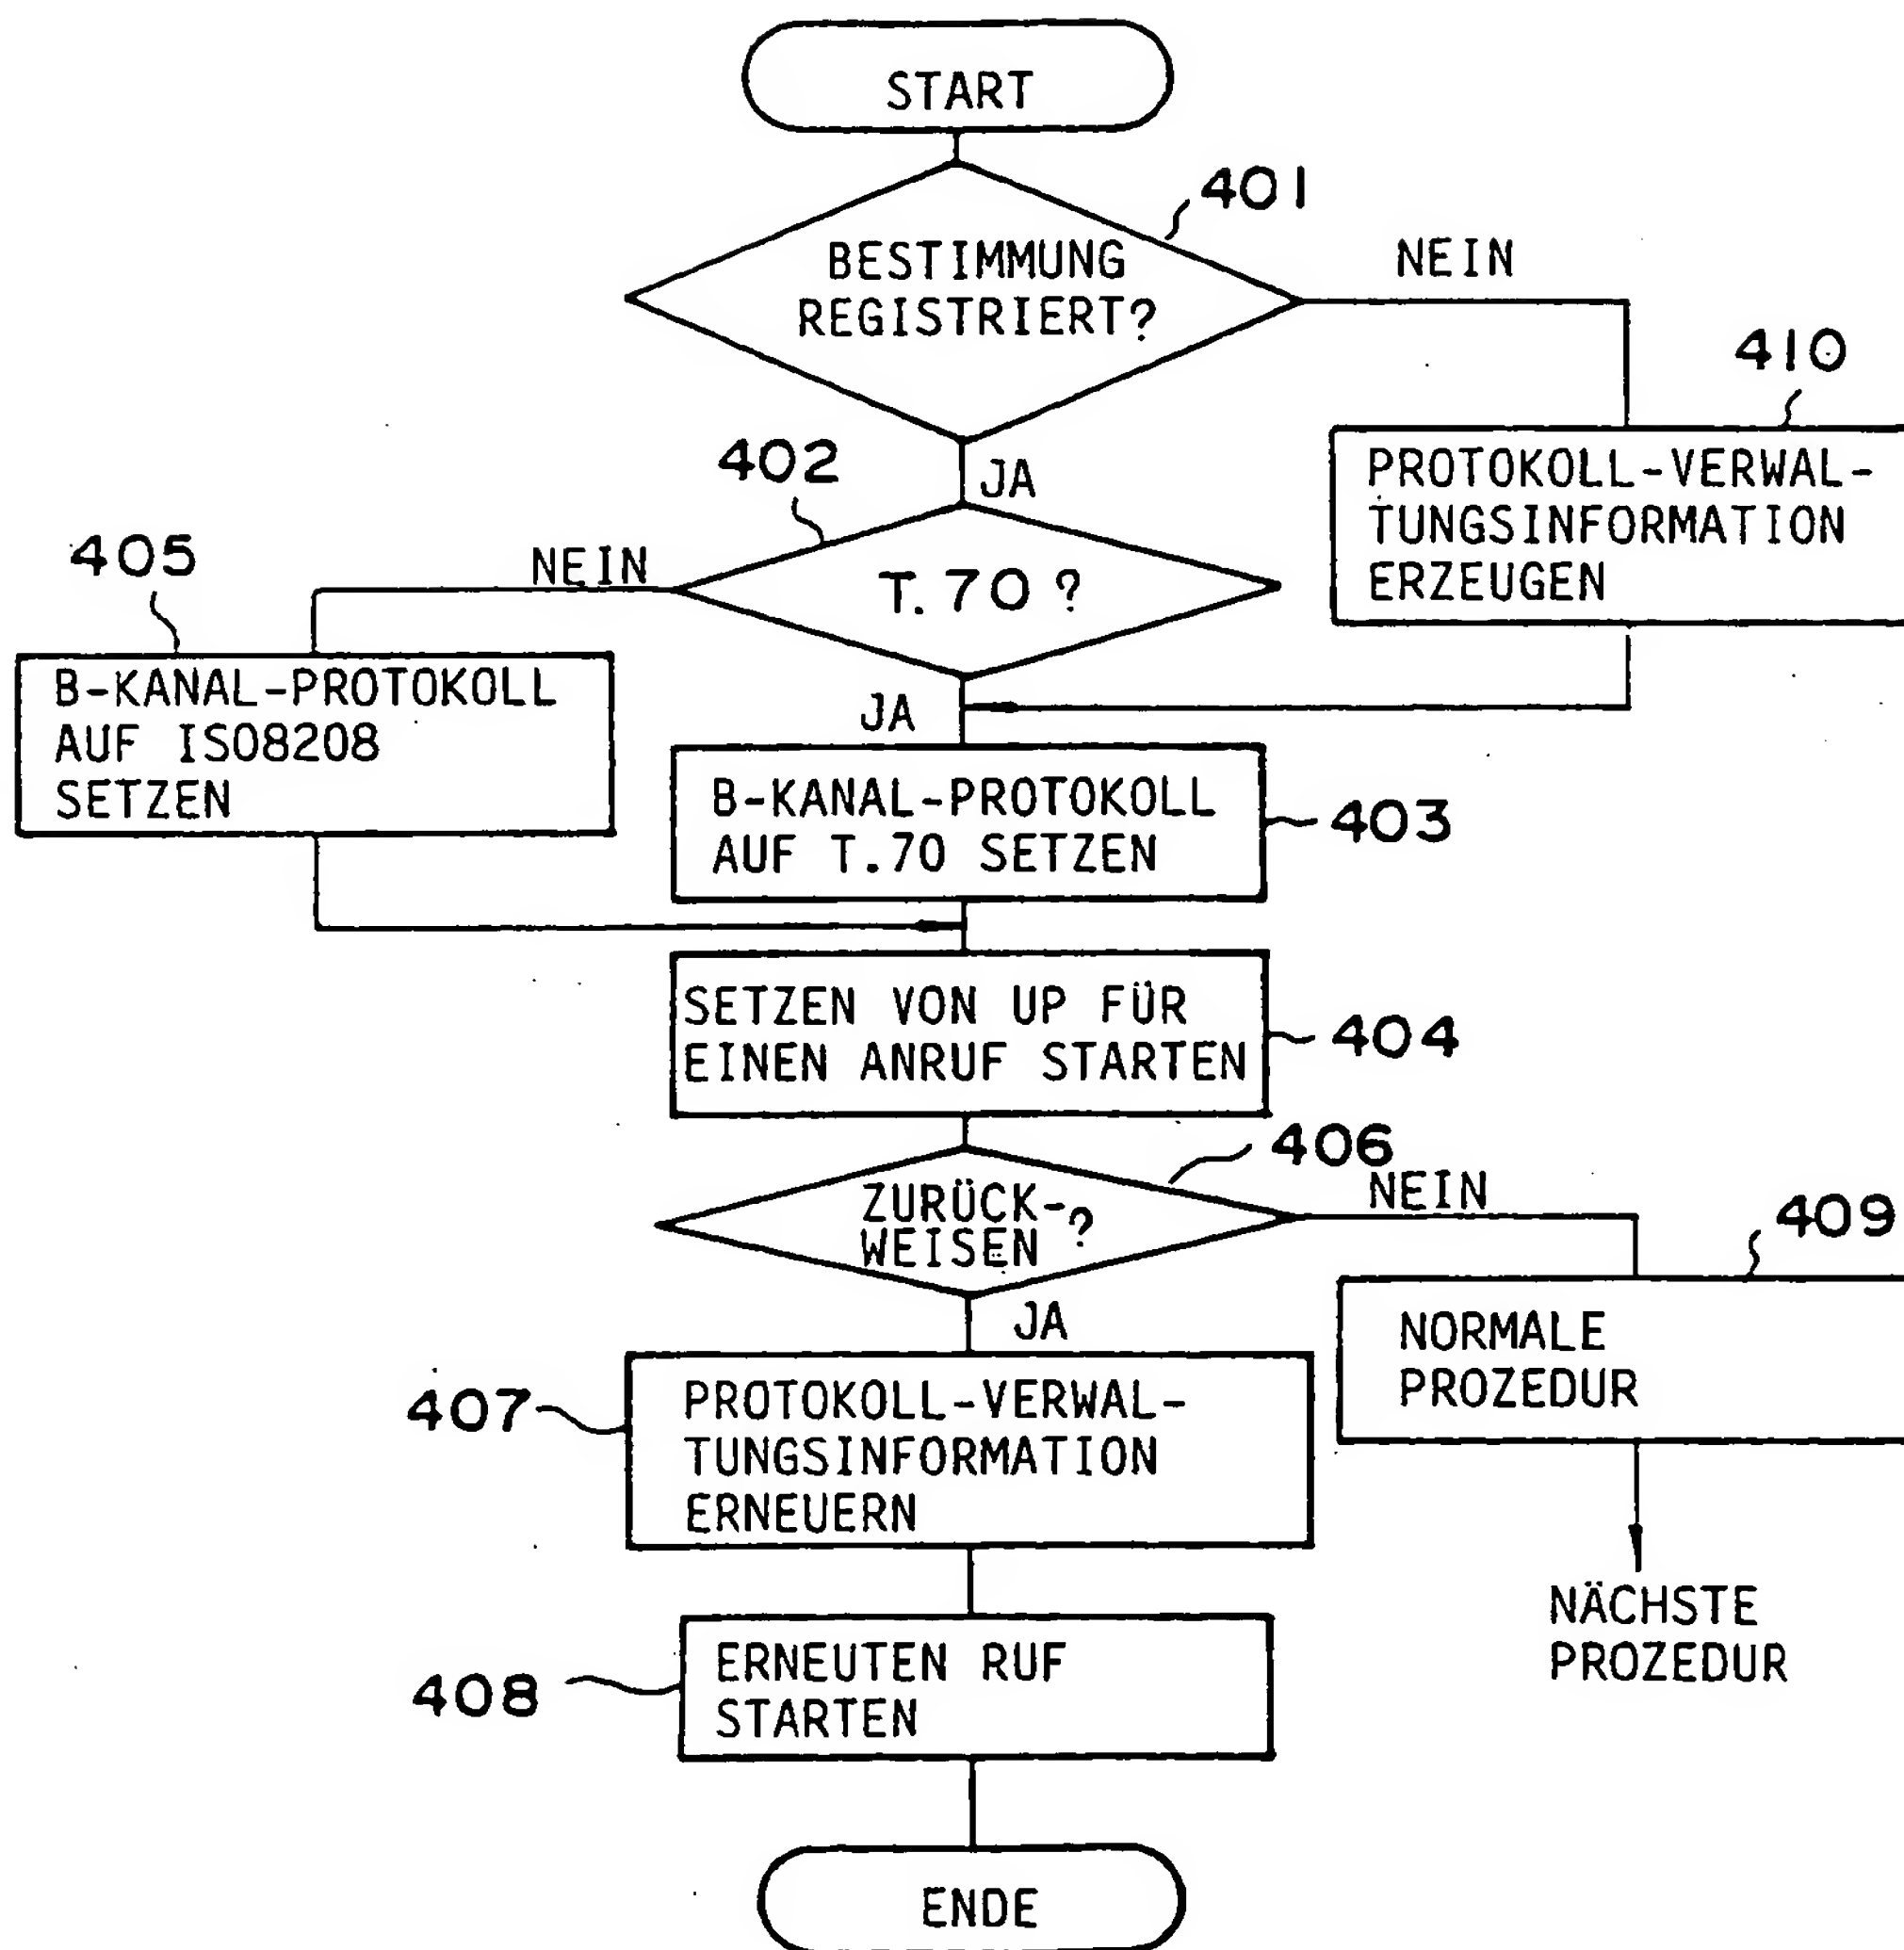 START
401
BESTIMMUNG
REGISTRIERT?
NEIN
410
PROTOKOLL-VERWAL-
TUNGSINFORMATION
ERZEUGEN
JA
402
T.70?
NEIN
405
B-KANAL-PROTOKOLL
AUF ISO8208
SETZEN
JA
B-KANAL-PROTOKOLL
AUF T.70 SETZEN
403
SETZEN VON UP FÜR
EINEN ANRUF STARTEN
404
406
ZURÜCK-
WEISEN ?
NEIN
409
NORMALE
PROZEDUR
NÄCHSTE
PROZEDUR
JA
407
PROTOKOLL-VERWAL-
TUNGSINFORMATION
ERNEUERN
408
ERNEUTEN RUF
STARTEN
ENDE